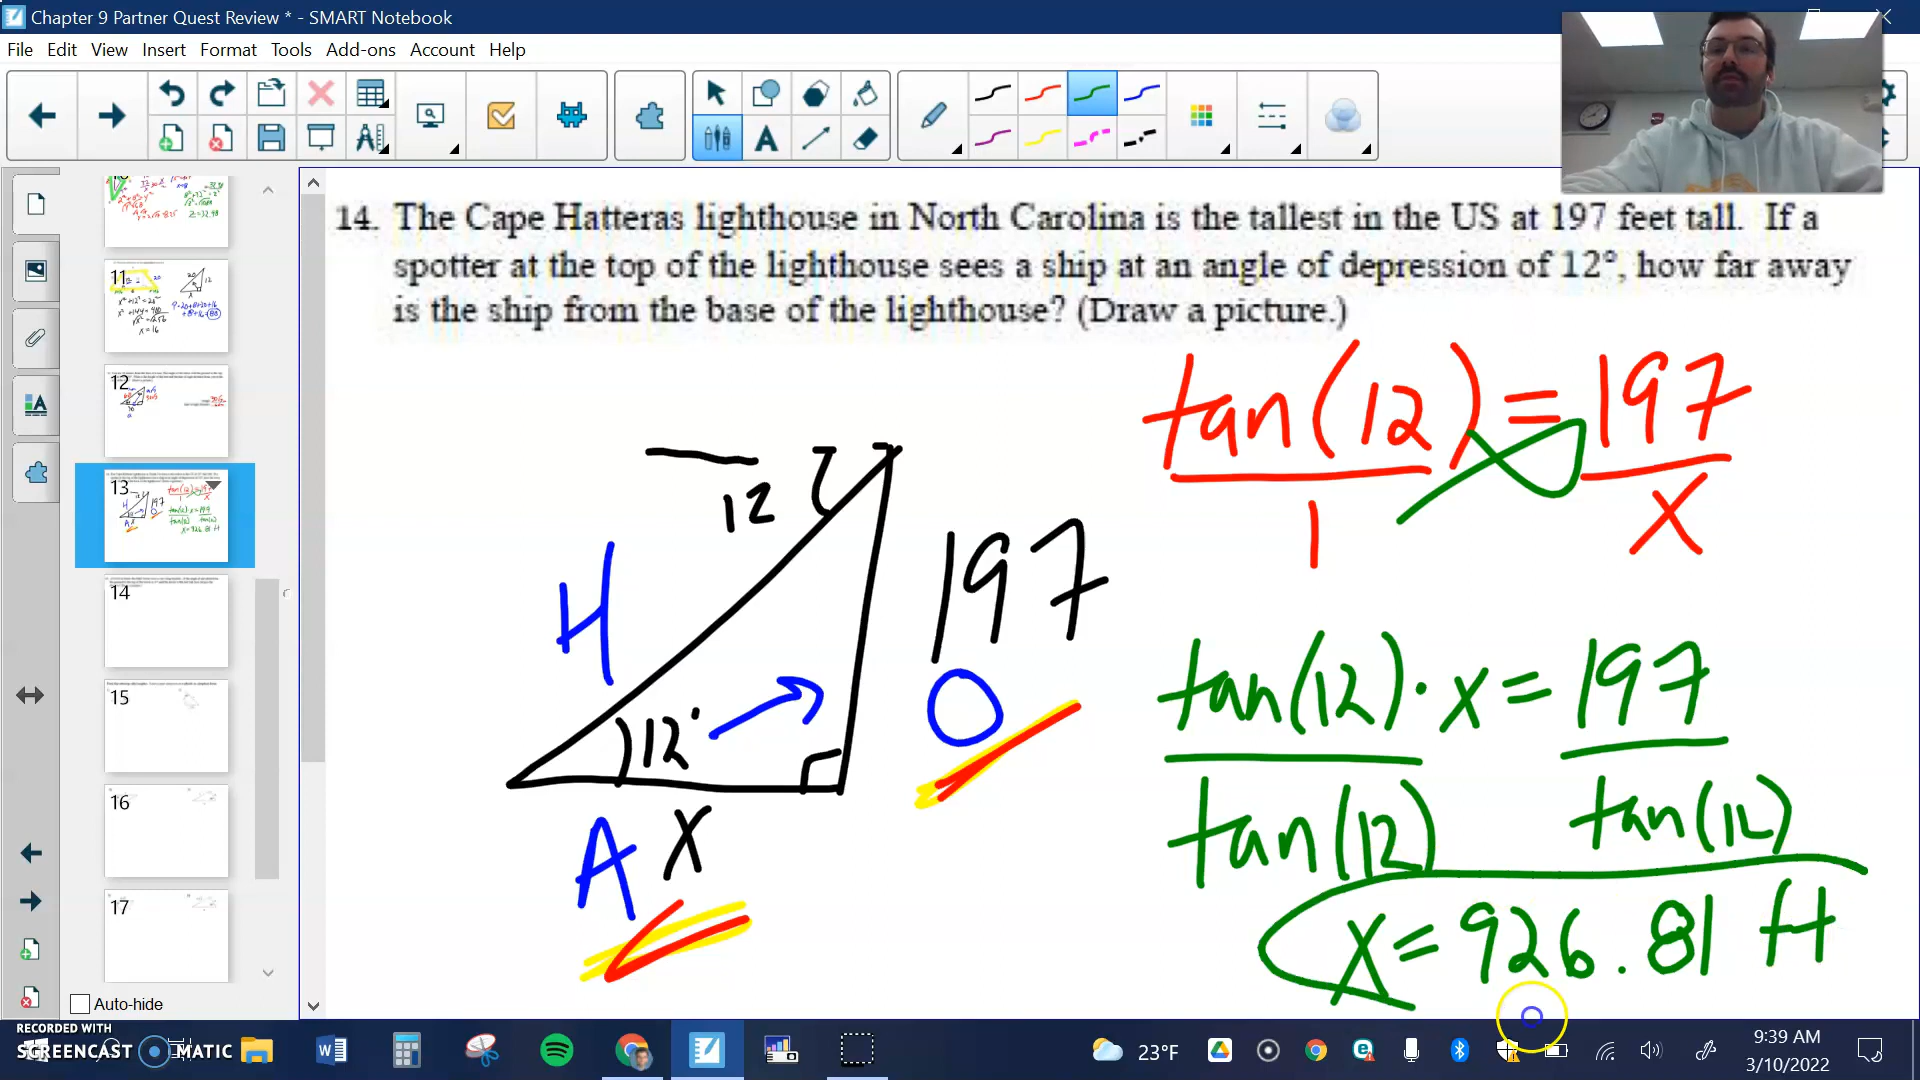 Chapter 9 Partner Quest Review * - SMART Notebook
File Edit View Insert Format Tools Add-ons Account Help
14. The Cape Hatteras lighthouse in North Carolina is the tallest in the US at 197 feet tall. If a
spotter at the top of the lighthouse sees a ship at an angle of depression of 12°, how far away
is the ship from the base of the lighthouse? (Draw a picture.)
tan(12) = 197
1 x
12
H
197
O
12°
A x
tan(12) · x = 197
tan(12) tan(12)
x = 926.81 ft
11
12
13
14
15
16
17
Auto-hide
RECORDED WITH
SCREENCAST MATIC
23°F
9:39 AM
3/10/2022